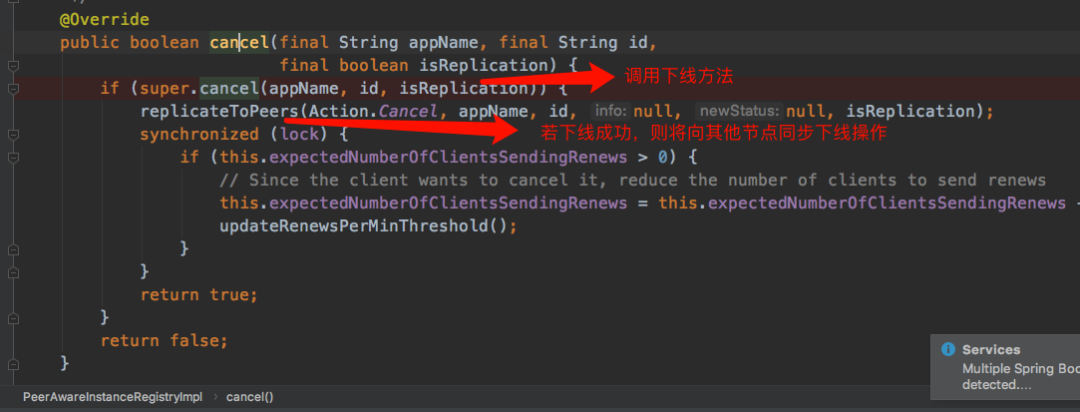 @Override
public boolean cancel(final String appName, final String id,
final boolean isReplication) {
if (super.cancel(appName, id, isReplication)) {
调用下线方法
replicateToPeers(Action.Cancel, appName, id, info: null, newStatus: null, isReplication);
若下线成功，则将向其他节点同步下线操作
synchronized (lock) {
if (this.expectedNumberOfClientsSendingRenews > 0) {
// Since the client wants to cancel it, reduce the number of clients to send renews
this.expectedNumberOfClientsSendingRenews = this.expectedNumberOfClientsSendingRenews -
updateRenewsPerMinThreshold();
}
}
return true;
}
return false;
}
Services
Multiple Spring Boo
detected....
PeerAwareInstanceRegistryImpl › cancel()